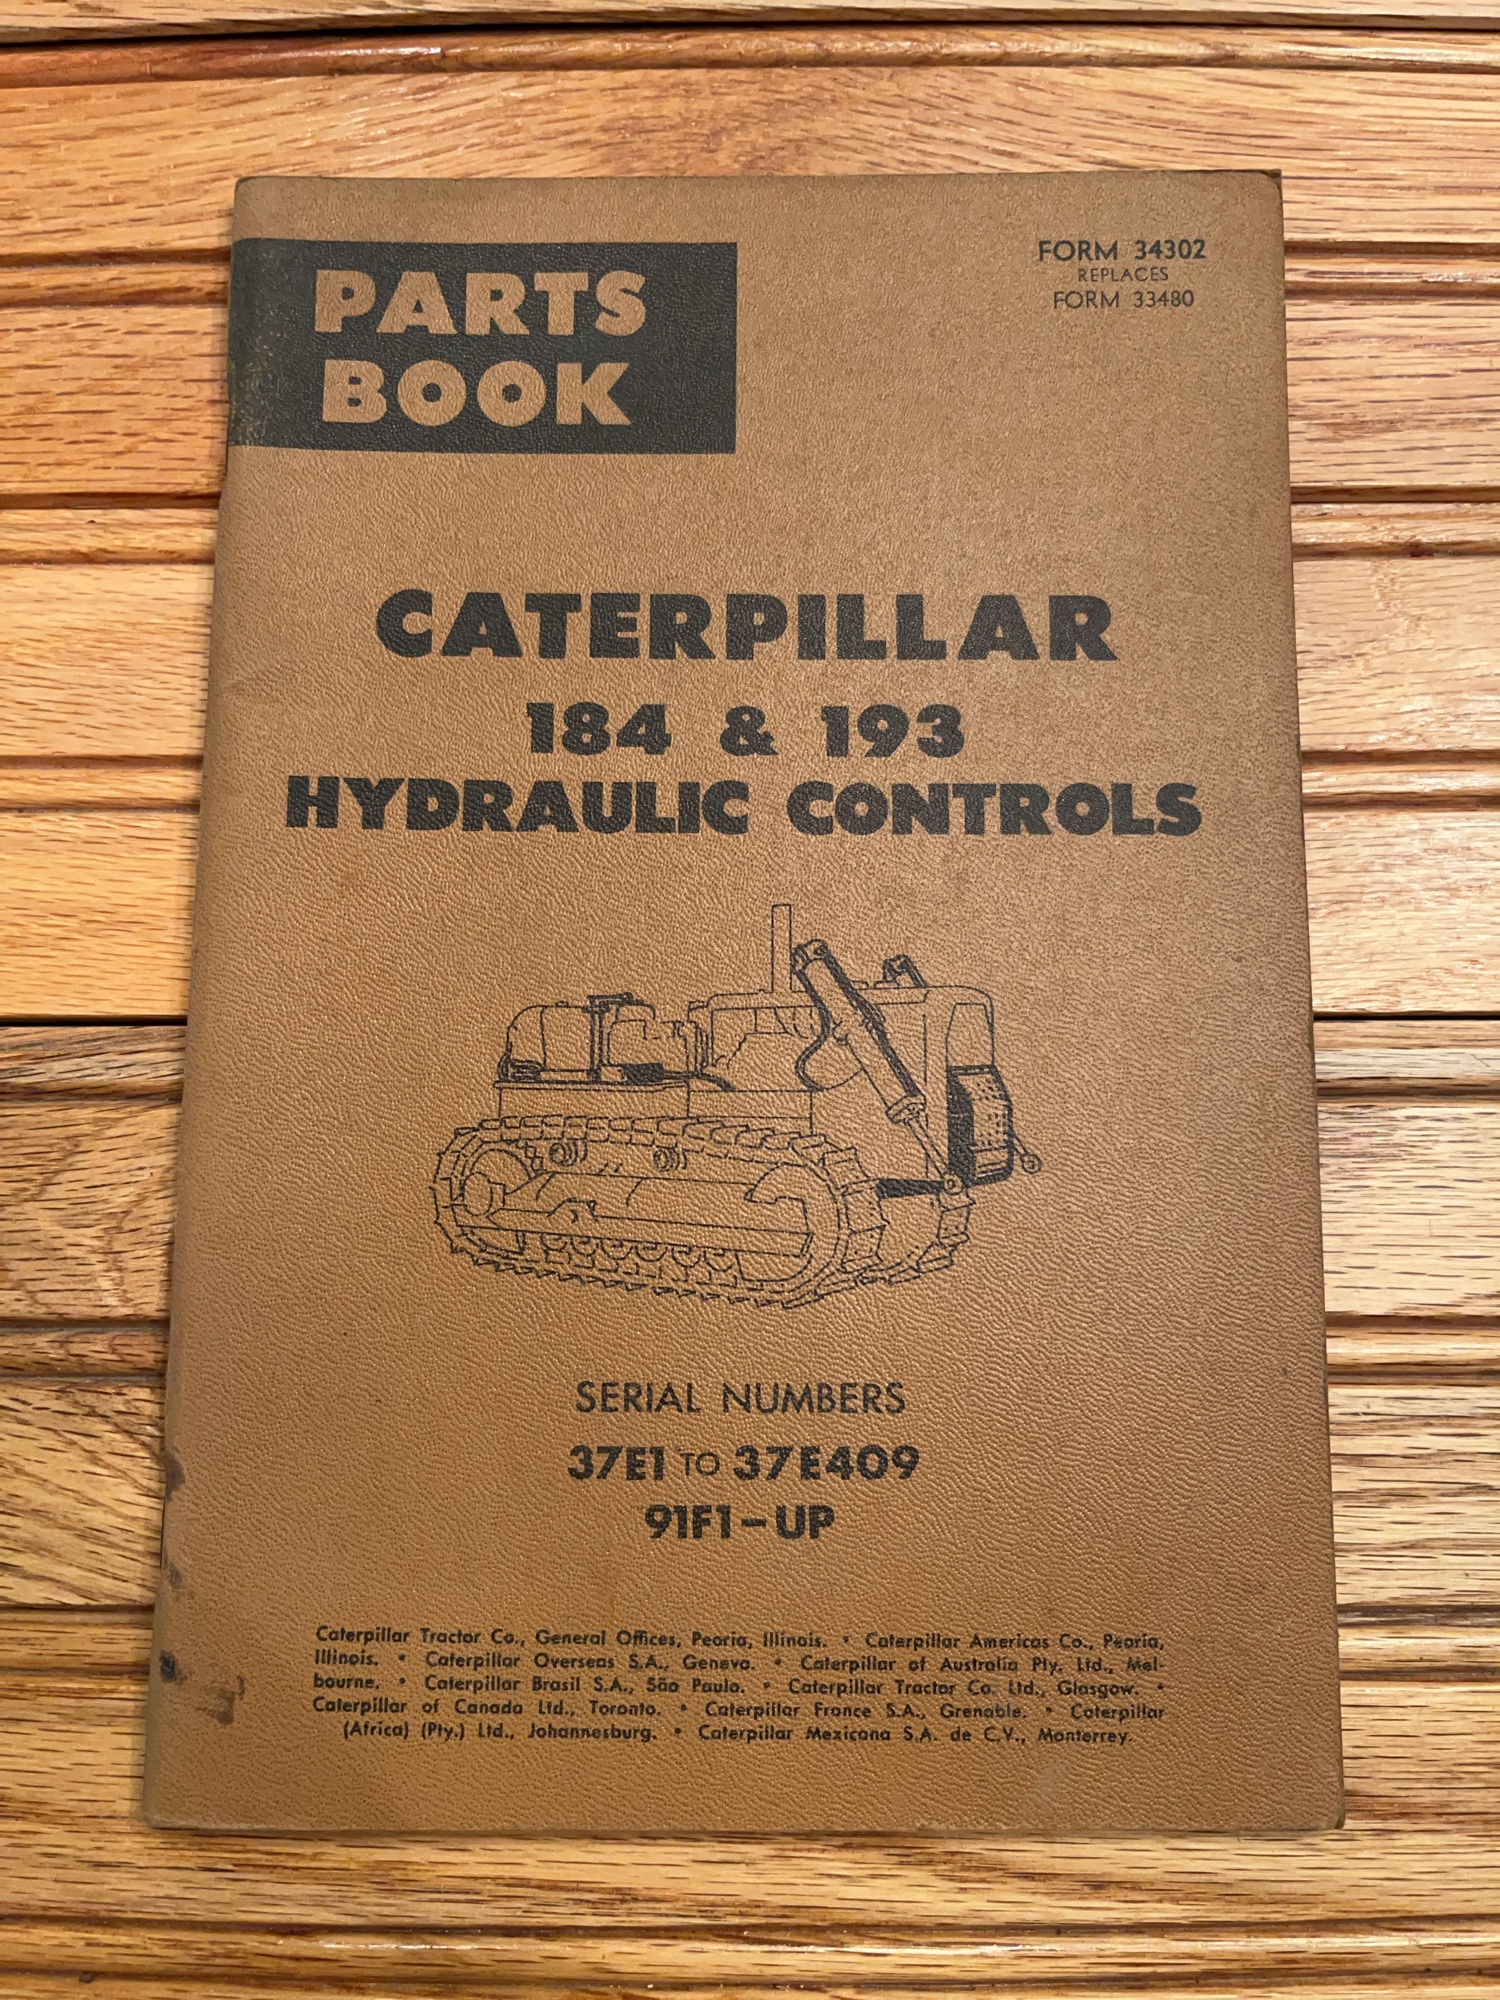 PARTS
BOOK
FORM 34302
REPLACES
FORM 33480
CATERPILLAR
184 & 193
HYDRAULIC CONTROLS
SERIAL NUMBERS
37E1 TO 37E409
91F1-UP
Caterpillar Tractor Co., General Offices, Peoria, Illinois. • Caterpillar Americas Co., Peoria,
Illinois. • Caterpillar Overseas S.A., Geneva. • Caterpillar of Australia Pty. Ltd., Mel-
bourne. • Caterpillar Brasil S.A., São Paulo. • Caterpillar Tractor Co. Ltd., Glasgow. •
Caterpillar of Canada Ltd., Toronto. • Caterpillar France S.A., Grenoble. • Caterpillar
(Africa) (Pty.) Ltd., Johannesburg. • Caterpillar Mexicana S.A. de C.V., Monterrey.